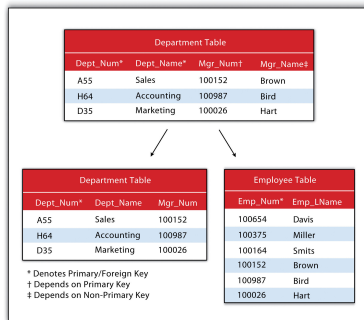 Department Table
Dept_Num* Dept_Name* Mgr_Num† Mgr_Name‡
A55 Sales 100152 Brown
H64 Accounting 100987 Bird
D35 Marketing 100026 Hart
Department Table
Dept_Num* Dept_Name Mgr_Num
A55 Sales 100152
H64 Accounting 100987
D35 Marketing 100026
Employee Table
Emp_Num* Emp_LName
100654 Davis
100375 Miller
100164 Smits
100152 Brown
100987 Bird
100026 Hart
* Denotes Primary/Foreign Key
† Depends on Primary Key
‡ Depends on Non-Primary Key